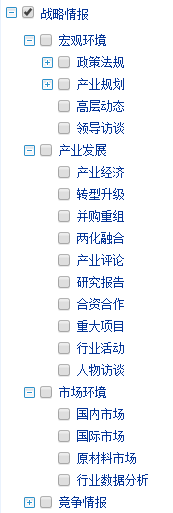 战略情报
宏观环境
政策法规
产业规划
高层动态
领导访谈
产业发展
产业经济
转型升级
并购重组
两化融合
产业评论
研究报告
合资合作
重大项目
行业活动
人物访谈
市场环境
国内市场
国际市场
原材料市场
行业数据分析
竞争情报